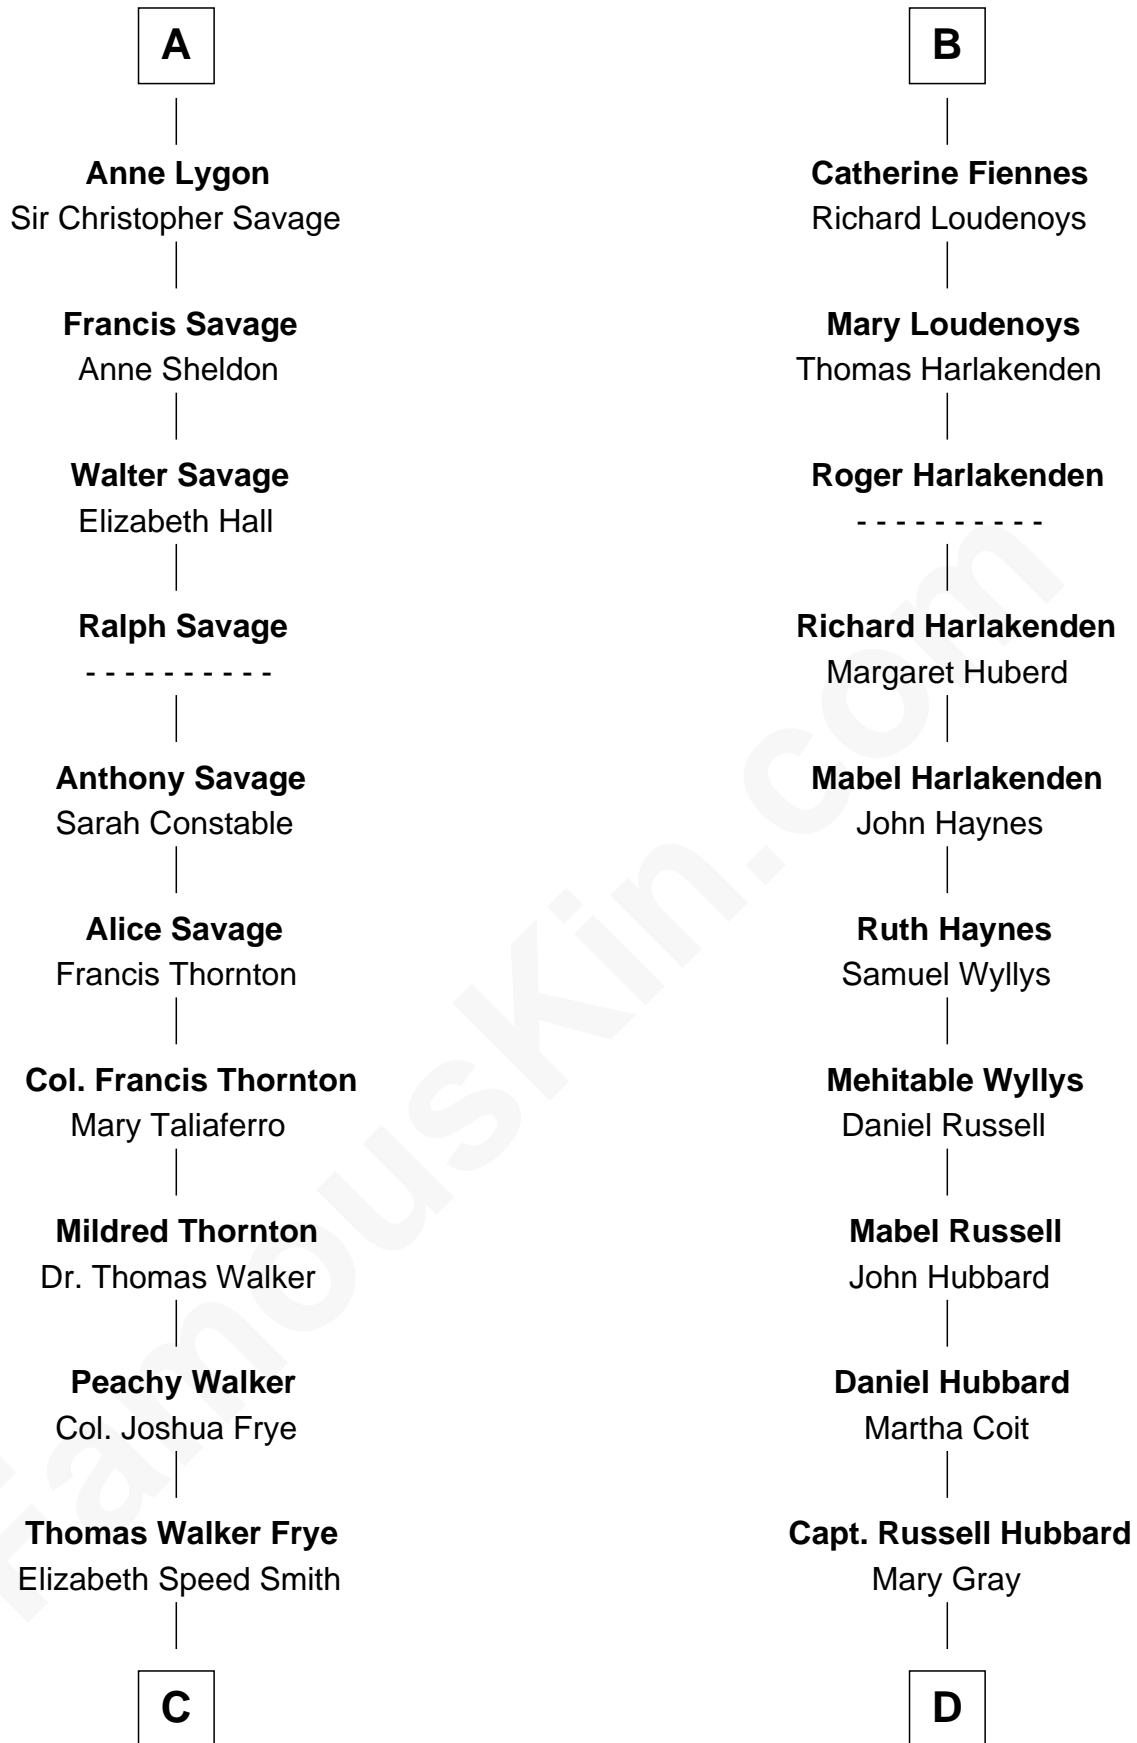 A
Anne Lygon
Sir Christopher Savage
Francis Savage
Anne Sheldon
Walter Savage
Elizabeth Hall
Ralph Savage
- - - - - - - - - -
Anthony Savage
Sarah Constable
Alice Savage
Francis Thornton
Col. Francis Thornton
Mary Taliaferro
Mildred Thornton
Dr. Thomas Walker
Peachy Walker
Col. Joshua Frye
Thomas Walker Frye
Elizabeth Speed Smith
C
B
Catherine Fiennes
Richard Loudenoys
Mary Loudenoys
Thomas Harlakenden
Roger Harlakenden
- - - - - - - - - -
Richard Harlakenden
Margaret Huberd
Mabel Harlakenden
John Haynes
Ruth Haynes
Samuel Wyllys
Mehitable Wyllys
Daniel Russell
Mabel Russell
John Hubbard
Daniel Hubbard
Martha Coit
Capt. Russell Hubbard
Mary Gray
D
FamousKin.com